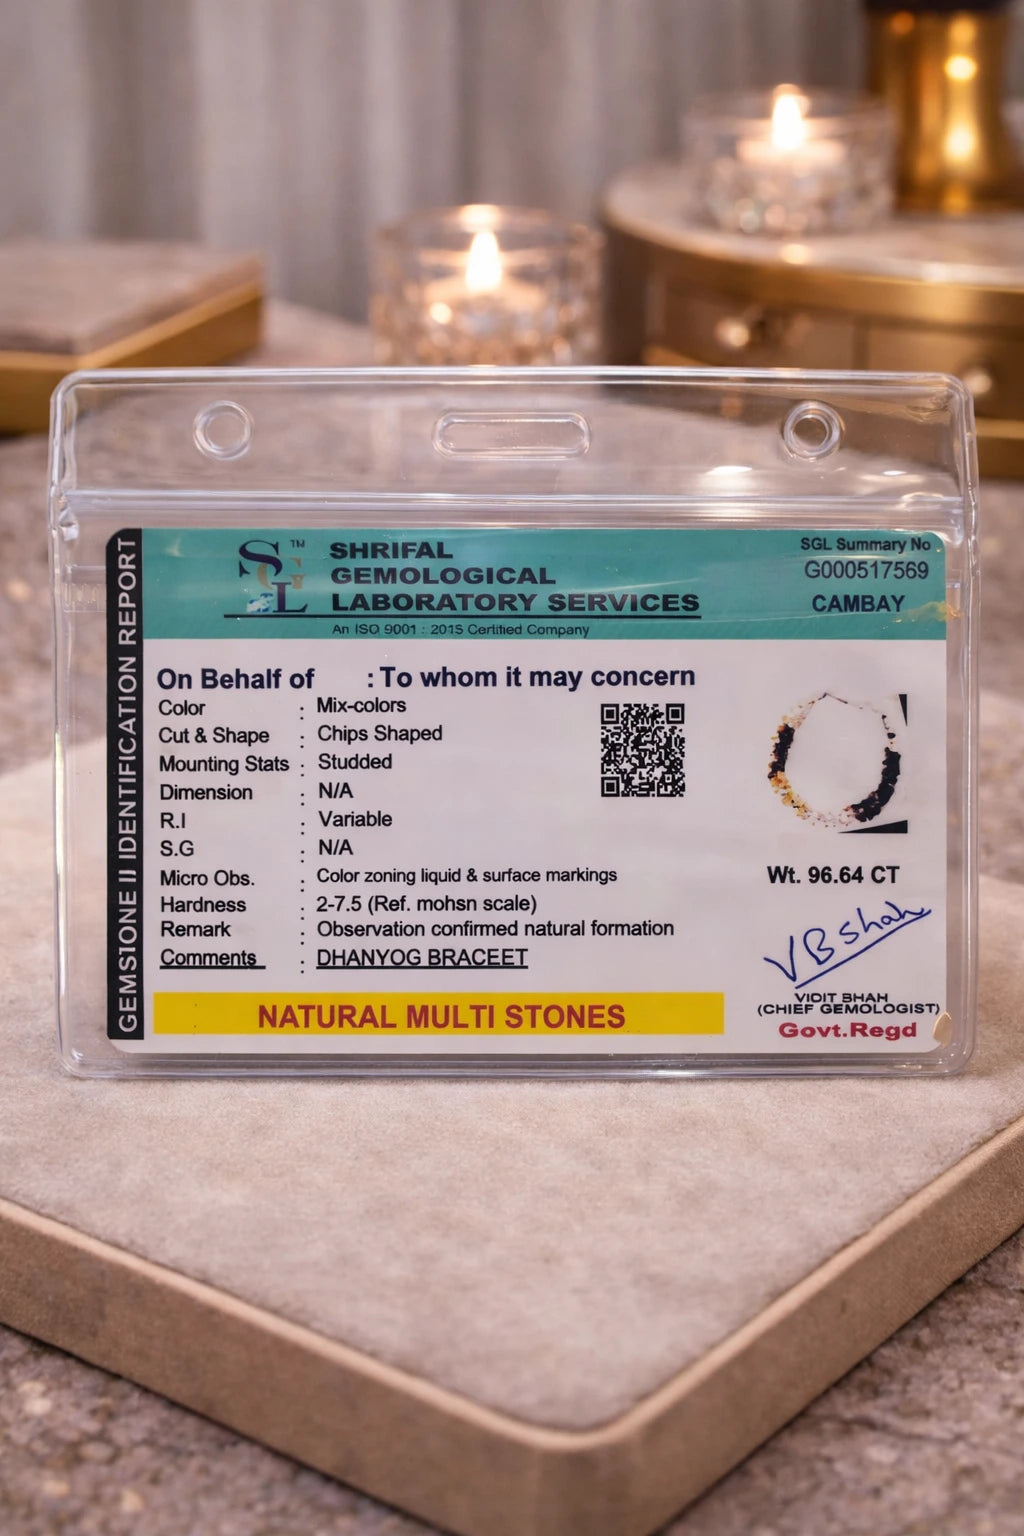 GEMSTONE II IDENTIFICATION REPORT
SGL
TM
SHRIFAL
GEMOLOGICAL
LABORATORY SERVICES
An ISO 9001 : 2015 Certified Company
SGL Summary No
G000517569
CAMBAY
On Behalf of : To whom it may concern
Color : Mix-colors
Cut & Shape : Chips Shaped
Mounting Stats : Studded
Dimension : N/A
R.I : Variable
S.G : N/A
Micro Obs. : Color zoning liquid & surface markings
Hardness : 2-7.5 (Ref. mohsn scale)
Remark : Observation confirmed natural formation
Comments : DHANYOG BRACEET
NATURAL MULTI STONES
Wt. 96.64 CT
VBshah
VIDIT SHAH
(CHIEF GEMOLOGIST)
Govt.Regd